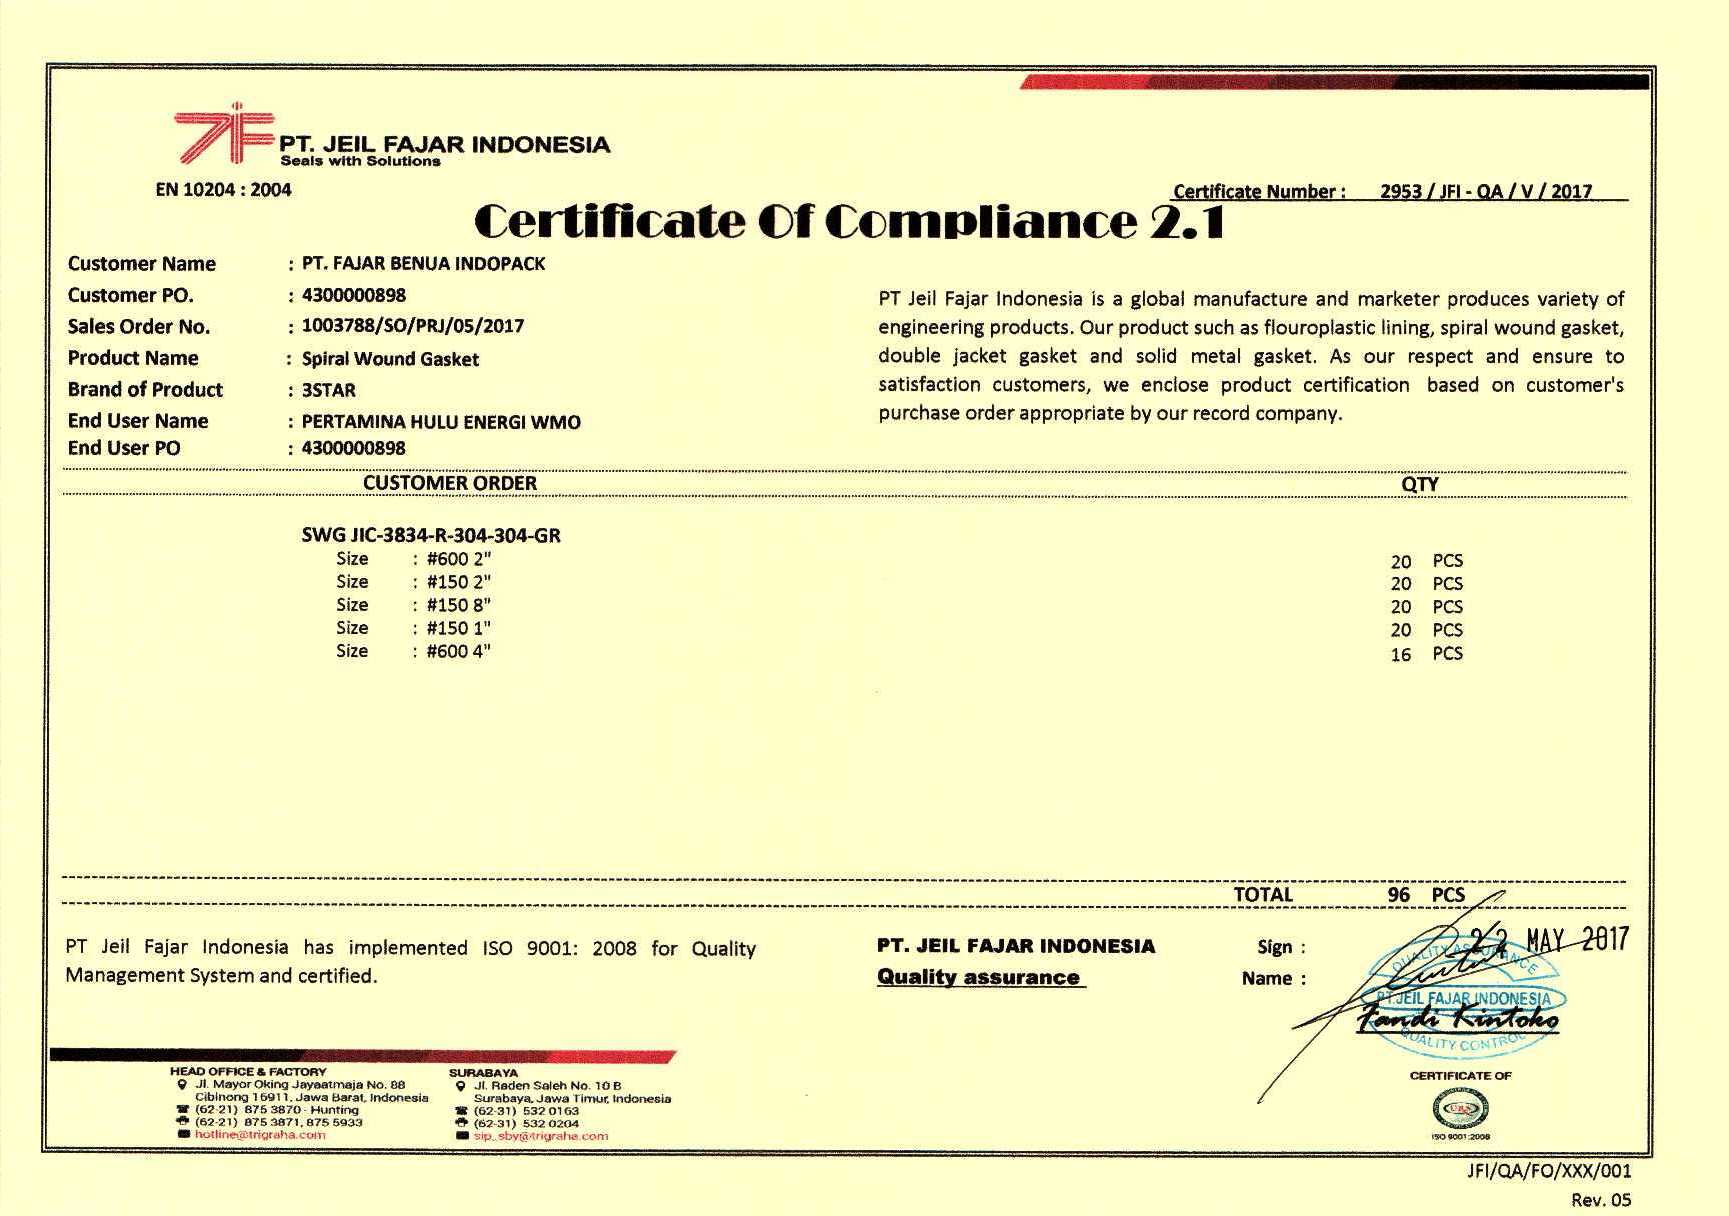 PT. JEIL FAJAR INDONESIA
Seals with Solutions
EN 10204 : 2004
Certificate Number : 2953 / JFI - QA / V / 2017
Certificate Of Compliance 2.1
Customer Name : PT. FAJAR BENUA INDOPACK
Customer PO. : 4300000898
Sales Order No. : 1003788/SO/PRJ/05/2017
Product Name : Spiral Wound Gasket
Brand of Product : 3STAR
End User Name : PERTAMINA HULU ENERGI WMO
End User PO : 4300000898
PT Jeil Fajar Indonesia is a global manufacture and marketer produces variety of
engineering products. Our product such as flouroplastic lining, spiral wound gasket,
double jacket gasket and solid metal gasket. As our respect and ensure to
satisfaction customers, we enclose product certification based on customer's
purchase order appropriate by our record company.
CUSTOMER ORDER QTY
SWG JIC-3834-R-304-304-GR
Size : #600 2" 20 PCS
Size : #150 2" 20 PCS
Size : #150 8" 20 PCS
Size : #150 1" 20 PCS
Size : #600 4" 16 PCS
TOTAL 96 PCS
PT Jeil Fajar Indonesia has implemented ISO 9001: 2008 for Quality
Management System and certified.
PT. JEIL FAJAR INDONESIA
Quality assurance
Sign :
Name :
22 MAY 2017
QUALITY ASSURANCE
PT.JEIL FAJAR INDONESIA
Fandi Kintoko
QUALITY CONTROL
HEAD OFFICE & FACTORY
Jl. Mayor Oking Jayaatmaja No. 88
Cibinong 16911, Jawa Barat, Indonesia
(62-21) 875 3870 - Hunting
(62-21) 875 3871, 875 5933
hotline@trigraha.com
SURABAYA
Jl. Raden Saleh No. 10 B
Surabaya, Jawa Timur, Indonesia
(62-31) 532 0163
(62-31) 532 0204
sip_sby@trigraha.com
CERTIFICATE OF
URS
ISO 9001:2008
JFI/QA/FO/XXX/001
Rev. 05